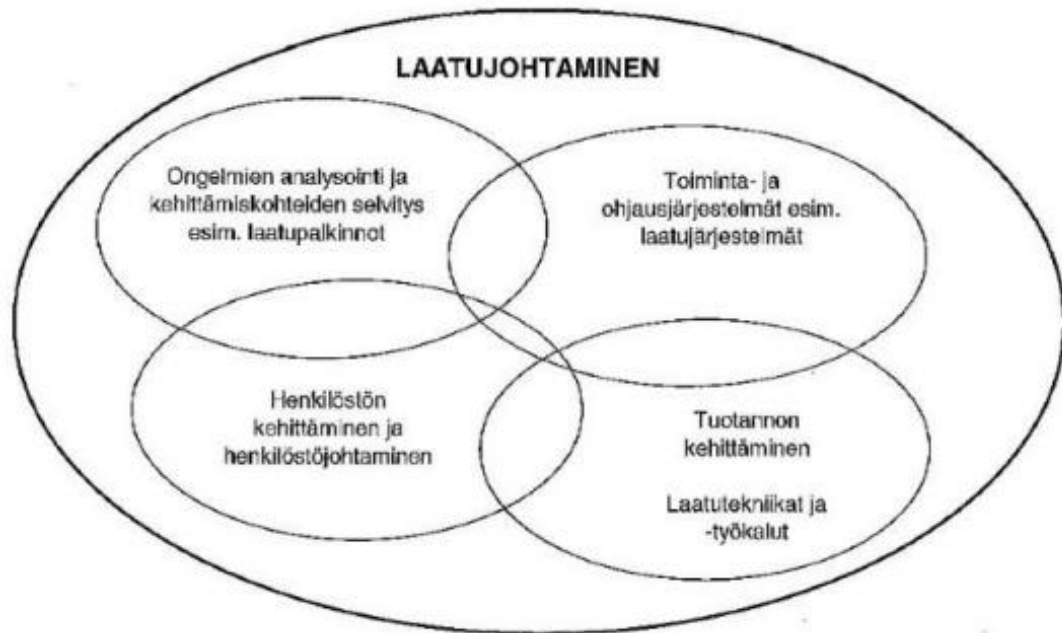 LAATUJOHTAMINEN
Ongelmien analysointi ja
kehittämiskohteiden selvitys
esim. laatupalkinnot
Toiminta- ja
ohjausjärjestelmät esim.
laatujärjestelmät
Henkilöstön
kehittäminen ja
henkilöstöjohtaminen
Tuotannon
kehittäminen
Laatutekniikat ja
-työkalut